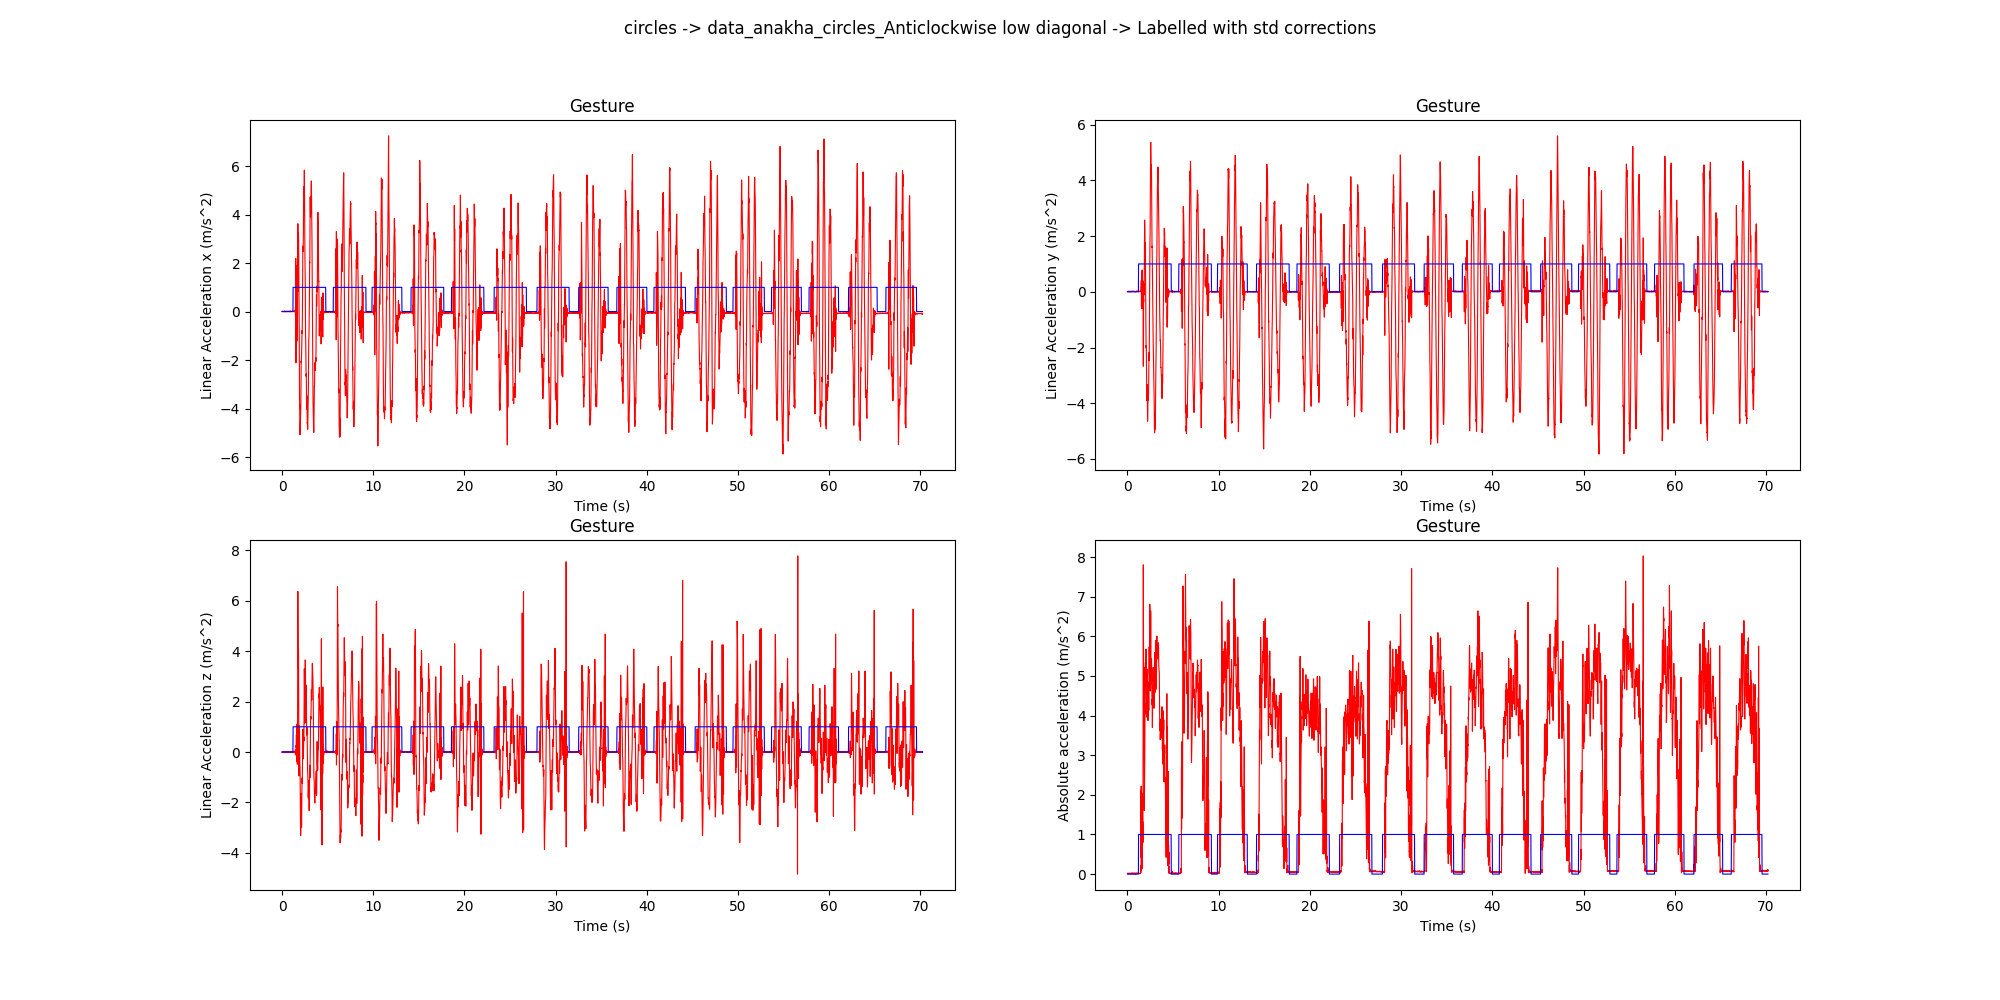 circles -> data_anakha_circles_Anticlockwise low diagonal -> Labelled with std corrections
Gesture
Linear Acceleration x (m/s^2)
6
4
2
0
−2
−4
−6
0 10 20 30 40 50 60 70
Time (s)
Gesture
Linear Acceleration y (m/s^2)
6
4
2
0
−2
−4
−6
0 10 20 30 40 50 60 70
Time (s)
Gesture
Linear Acceleration z (m/s^2)
8
6
4
2
0
−2
−4
0 10 20 30 40 50 60 70
Time (s)
Gesture
Absolute acceleration (m/s^2)
8
7
6
5
4
3
2
1
0
0 10 20 30 40 50 60 70
Time (s)